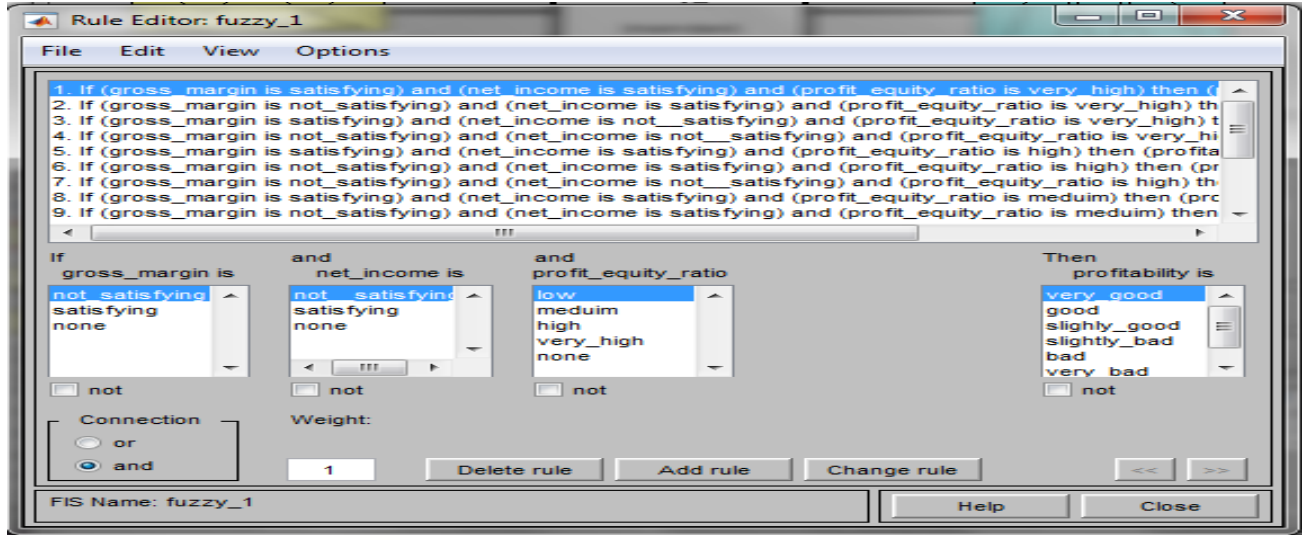 Rule Editor: fuzzy_1
File Edit View Options
1. If (gross_margin is satisfying) and (net_income is satisfying) and (profit_equity_ratio is very_high) then (
2. If (gross_margin is not_satisfying) and (net_income is satisfying) and (profit_equity_ratio is very_high) th
3. If (gross_margin is satisfying) and (net_income is not__satisfying) and (profit_equity_ratio is very_high) t
4. If (gross_margin is not_satisfying) and (net_income is not__satisfying) and (profit_equity_ratio is very_hi
5. If (gross_margin is satisfying) and (net_income is satisfying) and (profit_equity_ratio is high) then (profita
6. If (gross_margin is not_satisfying) and (net_income is satisfying) and (profit_equity_ratio is high) then (pr
7. If (gross_margin is not_satisfying) and (net_income is not__satisfying) and (profit_equity_ratio is high) th
8. If (gross_margin is satisfying) and (net_income is satisfying) and (profit_equity_ratio is meduim) then (pro
9. If (gross_margin is not_satisfying) and (net_income is satisfying) and (profit_equity_ratio is meduim) then
If and and Then
gross_margin is net_income is profit_equity_ratio profitability is
not_satisfying not__satisfying low very_good
satisfying satisfying meduim good
none none high slighly_good
very_high slightly_bad
none bad
very_bad
not not not not
Connection Weight:
or
and 1 Delete rule Add rule Change rule << >>
FIS Name: fuzzy_1 Help Close